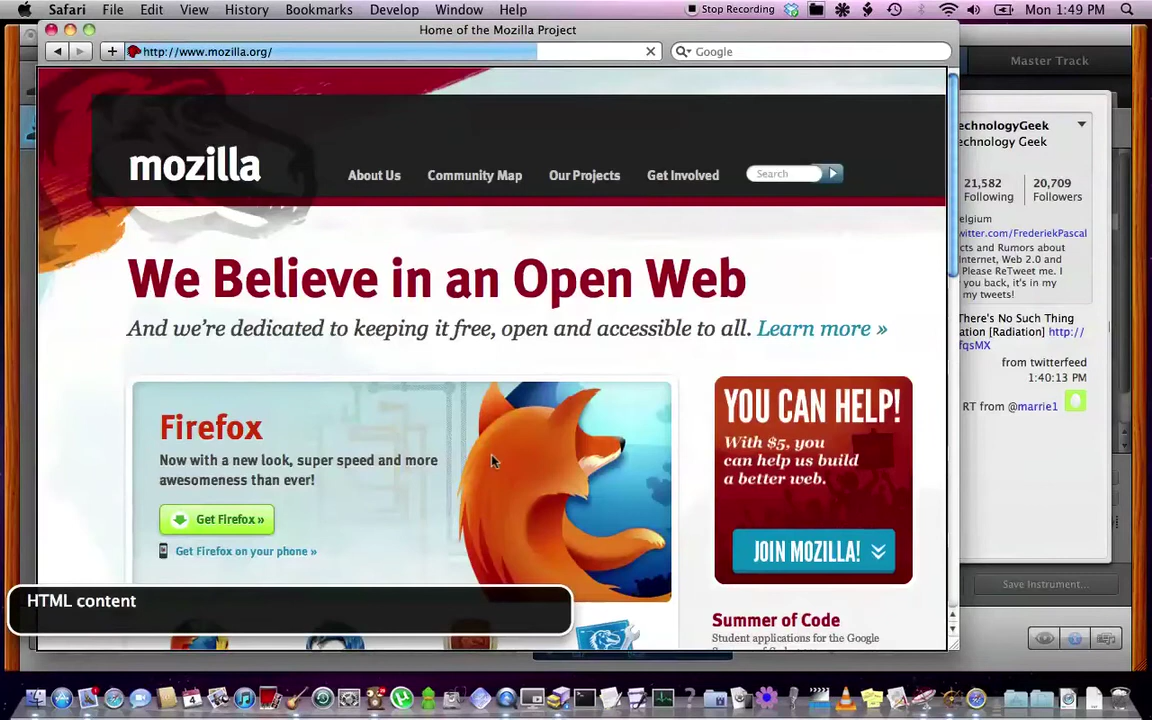 Safari File Edit View History Bookmarks Develop Window Help Stop Recording Mon 1:49 PM
Home of the Mozilla Project
http://www.mozilla.org/ Google
Master Track
mozilla
About Us Community Map Our Projects Get Involved Search
We Believe in an Open Web
And we're dedicated to keeping it free, open and accessible to all. Learn more »
Firefox
Now with a new look, super speed and more
awesomeness than ever!
Get Firefox »
Get Firefox on your phone »
YOU CAN HELP!
With $5, you
can help us build
a better web.
JOIN MOZILLA!
Summer of Code
Student applications for the Google
HTML content
echnologyGeek
echnology Geek
21,582 20,709
Following Followers
elgium
witter.com/FrederiekPascal
cts and Rumors about
Internet, Web 2.0 and
Please ReTweet me. I
you back, it's in my
my tweets!
There's No Such Thing
ation [Radiation] http://
fqsMX
from twitterfeed
1:40:13 PM
RT from @marrie1
Save Instrument...